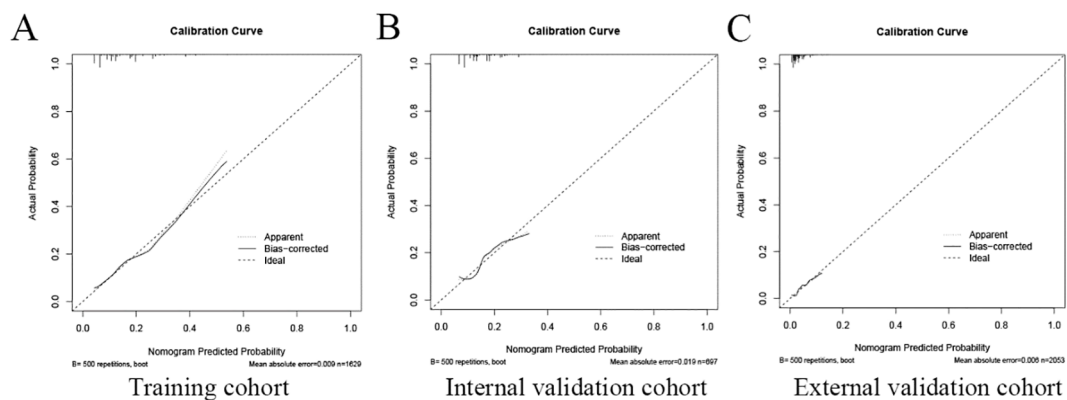 A
Calibration Curve
Actual Probability
0.0 0.2 0.4 0.6 0.8 1.0
Apparent
Bias-corrected
Ideal
0.0 0.2 0.4 0.6 0.8 1.0
Nomogram Predicted Probability
B= 500 repetitions, boot Mean absolute error=0.009 n=1629
Training cohort
B
Calibration Curve
Actual Probability
0.0 0.2 0.4 0.6 0.8 1.0
Apparent
Bias-corrected
Ideal
0.0 0.2 0.4 0.6 0.8 1.0
Nomogram Predicted Probability
B= 500 repetitions, boot Mean absolute error=0.019 n=697
Internal validation cohort
C
Calibration Curve
Actual Probability
0.0 0.2 0.4 0.6 0.8 1.0
Apparent
Bias-corrected
Ideal
0.0 0.2 0.4 0.6 0.8 1.0
Nomogram Predicted Probability
B= 500 repetitions, boot Mean absolute error=0.006 n=2053
External validation cohort